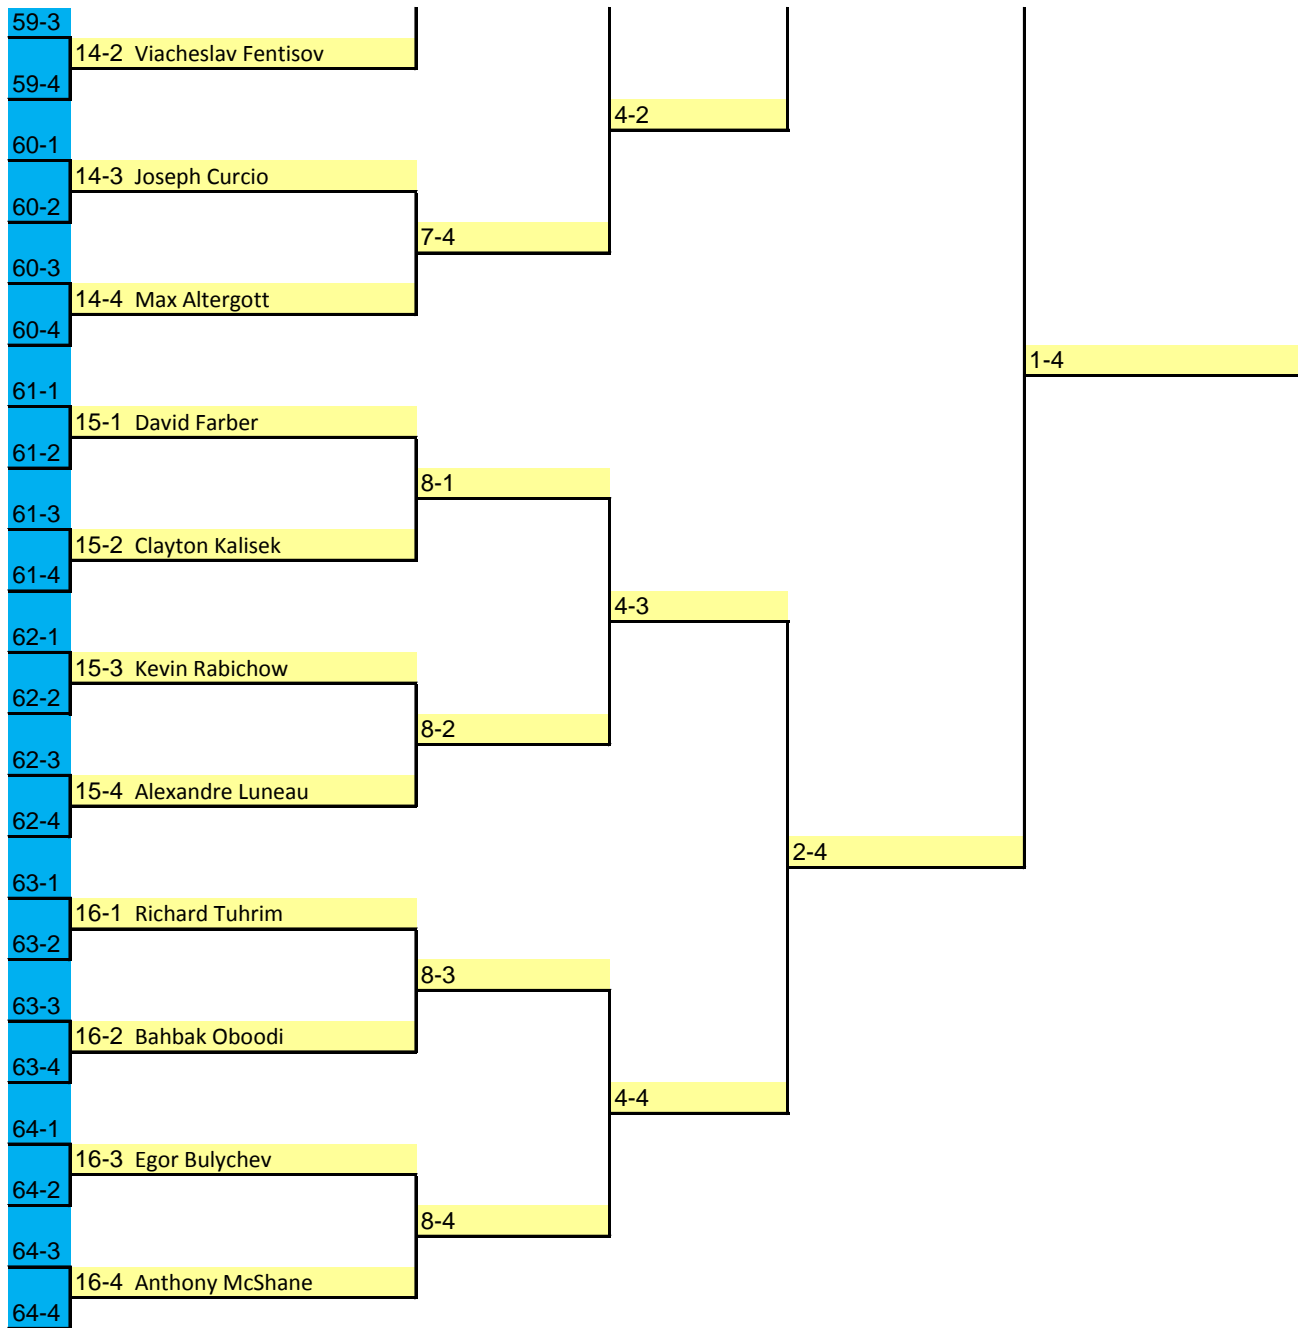 59-3
14-2 Viacheslav Fentisov
59-4
4-2
60-1
14-3 Joseph Curcio
60-2
7-4
60-3
14-4 Max Altergott
60-4
1-4
61-1
15-1 David Farber
61-2
8-1
61-3
15-2 Clayton Kalisek
61-4
4-3
62-1
15-3 Kevin Rabichow
62-2
8-2
62-3
15-4 Alexandre Luneau
62-4
2-4
63-1
16-1 Richard Tuhrim
63-2
8-3
63-3
16-2 Bahbak Oboodi
63-4
4-4
64-1
16-3 Egor Bulychev
64-2
8-4
64-3
16-4 Anthony McShane
64-4